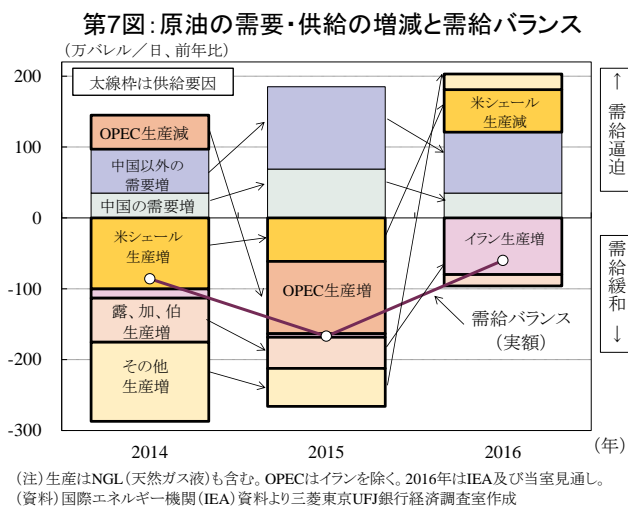 第7図：原油の需要・供給の増減と需給バランス
(万バレル／日、前年比)
太線枠は供給要因
200
100
0
-100
-200
-300
OPEC生産減
中国以外の
需要増
中国の需要増
米シェール
生産増
露、加、伯
生産増
その他
生産増
OPEC生産増
米シェール
生産減
イラン生産増
需給バランス
(実額)
↑ 需給逼迫
需給緩和 ↓
2014
2015
2016
(年)
(注)生産はNGL(天然ガス液)も含む。OPECはイランを除く。2016年はIEA及び当室見通し。
(資料)国際エネルギー機関(IEA)資料より三菱東京UFJ銀行経済調査室作成